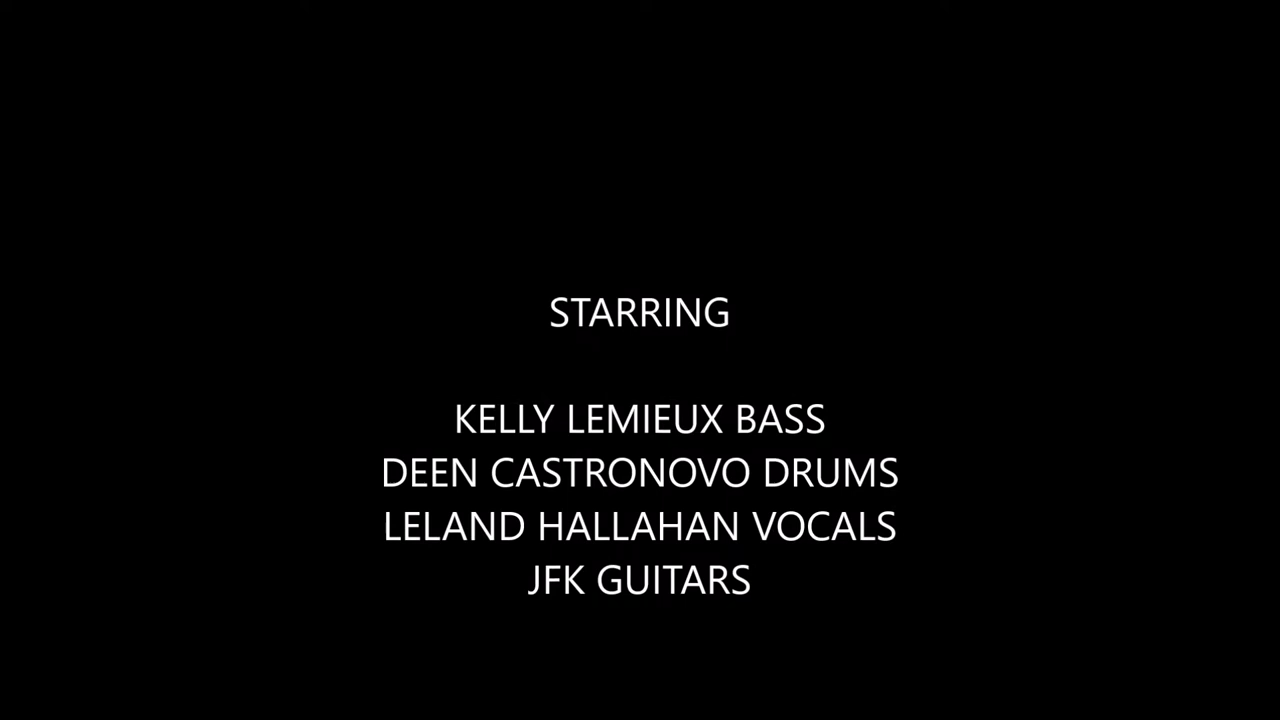 STARRING
KELLY LEMIEUX BASS
DEEN CASTRONOVO DRUMS
LELAND HALLAHAN VOCALS
JFK GUITARS